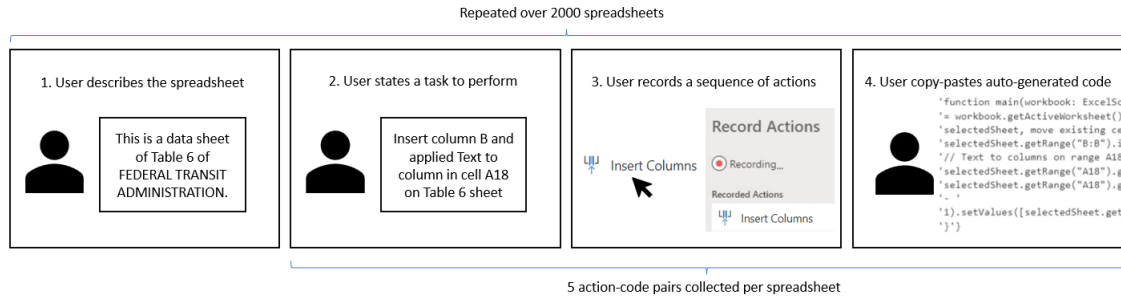 Repeated over 2000 spreadsheets
1. User describes the spreadsheet
This is a data sheet
of Table 6 of
FEDERAL TRANSIT
ADMINISTRATION.
2. User states a task to perform
Insert column B and
applied Text to
column in cell A18
on Table 6 sheet
3. User records a sequence of actions
Insert Columns
Record Actions
Recording...
Recorded Actions
Insert Columns
4. User copy-pastes auto-generated code
'function main(workbook: ExcelSc
'= workbook.getActiveWorksheet()
'selectedSheet, move existing ce
'selectedSheet.getRange("B:B").i
'// Text to columns on range A18
'selectedSheet.getRange("A18").g
'selectedSheet.getRange("A18").g
'- '
'1).setValues([selectedSheet.get
'}'}
5 action-code pairs collected per spreadsheet